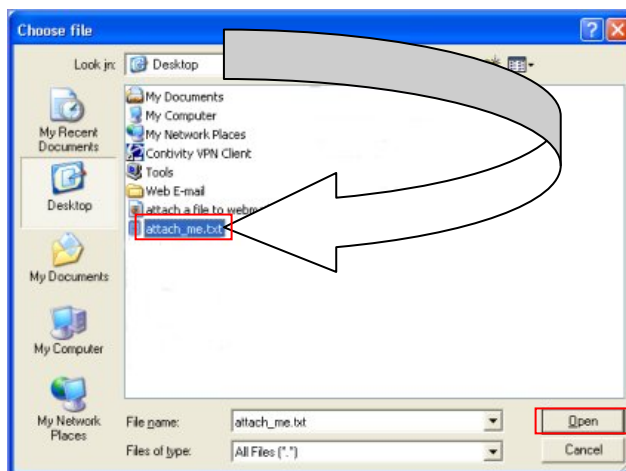 Choose file
Look in:
Desktop
My Recent
Documents
Desktop
My Documents
My Computer
My Network
Places
My Documents
My Computer
My Network Places
Contivity VPN Client
Tools
Web E-mail
attach a file to webm
attach_me.txt
File name:
attach_me.txt
Open
Files of type:
All Files (*.*)
Cancel